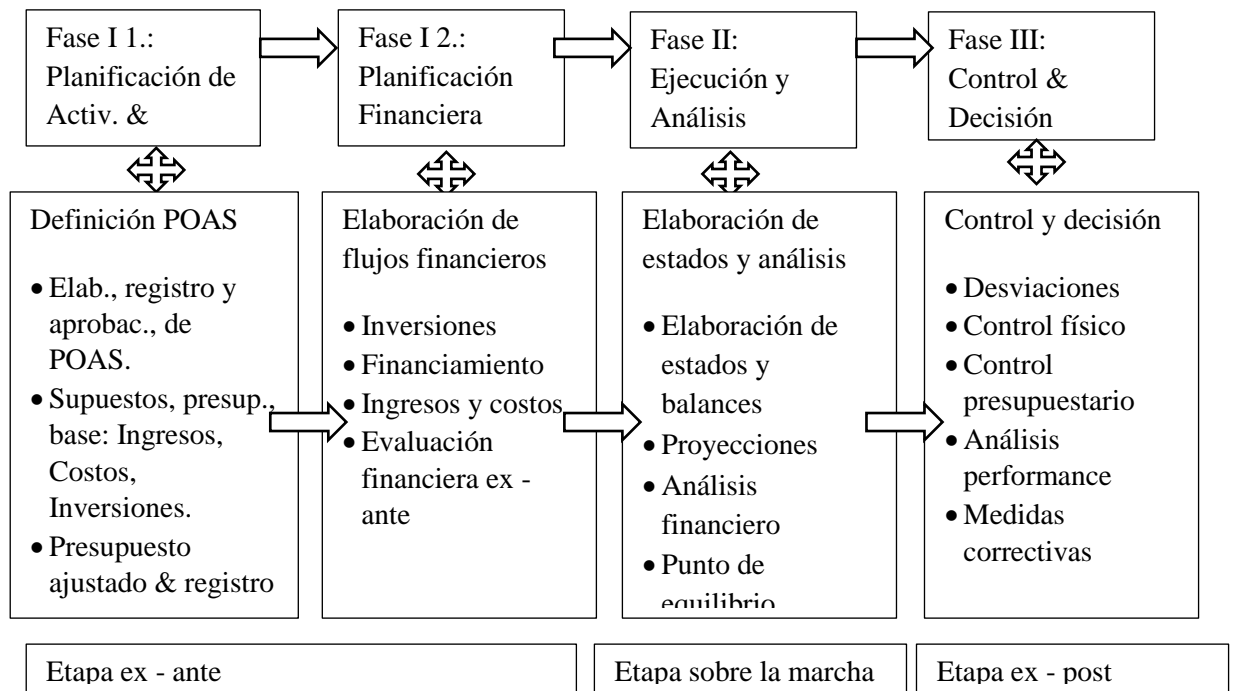 Fase I 1.:
Planificación de
Activ. &
Fase I 2.:
Planificación
Financiera
Fase II:
Ejecución y
Análisis
Fase III:
Control &
Decisión
Definición POAS
• Elab., registro y
aprobac., de
POAS.
• Supuestos, presup.,
base: Ingresos,
Costos,
Inversiones.
• Presupuesto
ajustado & registro
Elaboración de
flujos financieros
• Inversiones
• Financiamiento
• Ingresos y costos
• Evaluación
financiera ex -
ante
Elaboración de
estados y análisis
• Elaboración de
estados y
balances
• Proyecciones
• Análisis
financiero
• Punto de
equilibrio
Control y decisión
• Desviaciones
• Control físico
• Control
presupuestario
• Análisis
performance
• Medidas
correctivas
Etapa ex - ante
Etapa sobre la marcha
Etapa ex - post